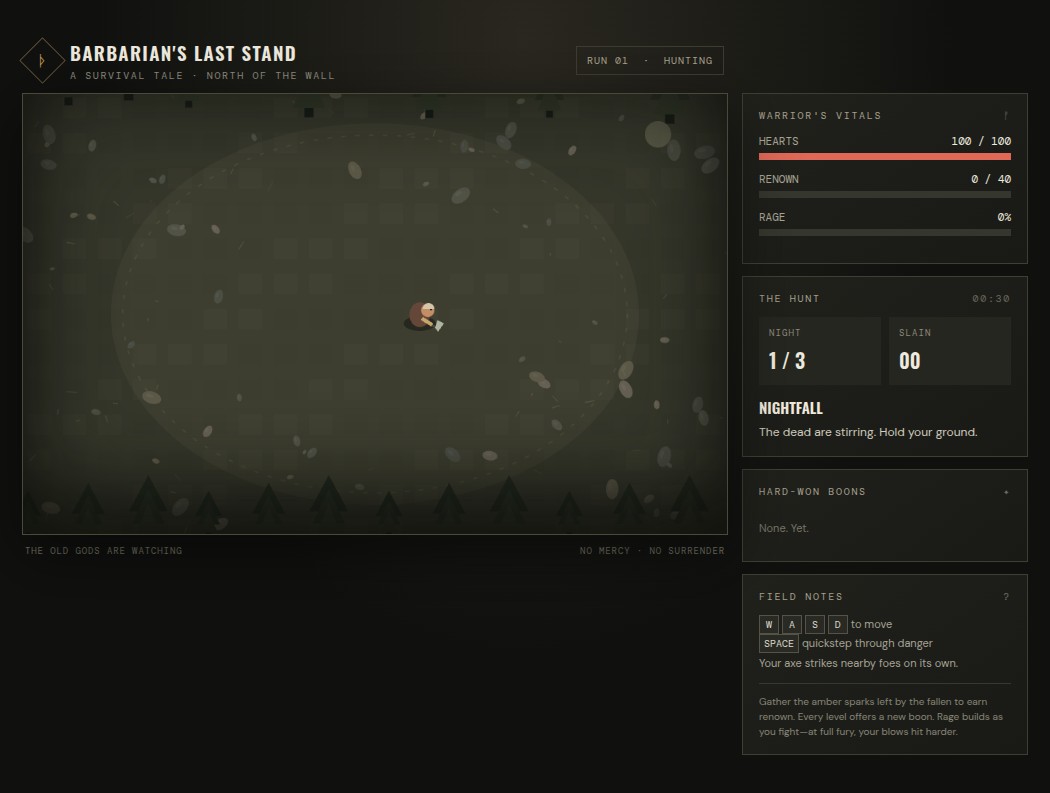 ᚦ
BARBARIAN'S LAST STAND
A SURVIVAL TALE · NORTH OF THE WALL
RUN 01 · HUNTING
WARRIOR'S VITALS
HEARTS 100 / 100
RENOWN 0 / 40
RAGE 0%
THE HUNT 00:30
NIGHT
1 / 3
SLAIN
00
NIGHTFALL
The dead are stirring. Hold your ground.
HARD-WON BOONS ✦
None. Yet.
FIELD NOTES ?
W A S D to move
SPACE quickstep through danger
Your axe strikes nearby foes on its own.
Gather the amber sparks left by the fallen to earn
renown. Every level offers a new boon. Rage builds as
you fight—at full fury, your blows hit harder.
THE OLD GODS ARE WATCHING
NO MERCY · NO SURRENDER